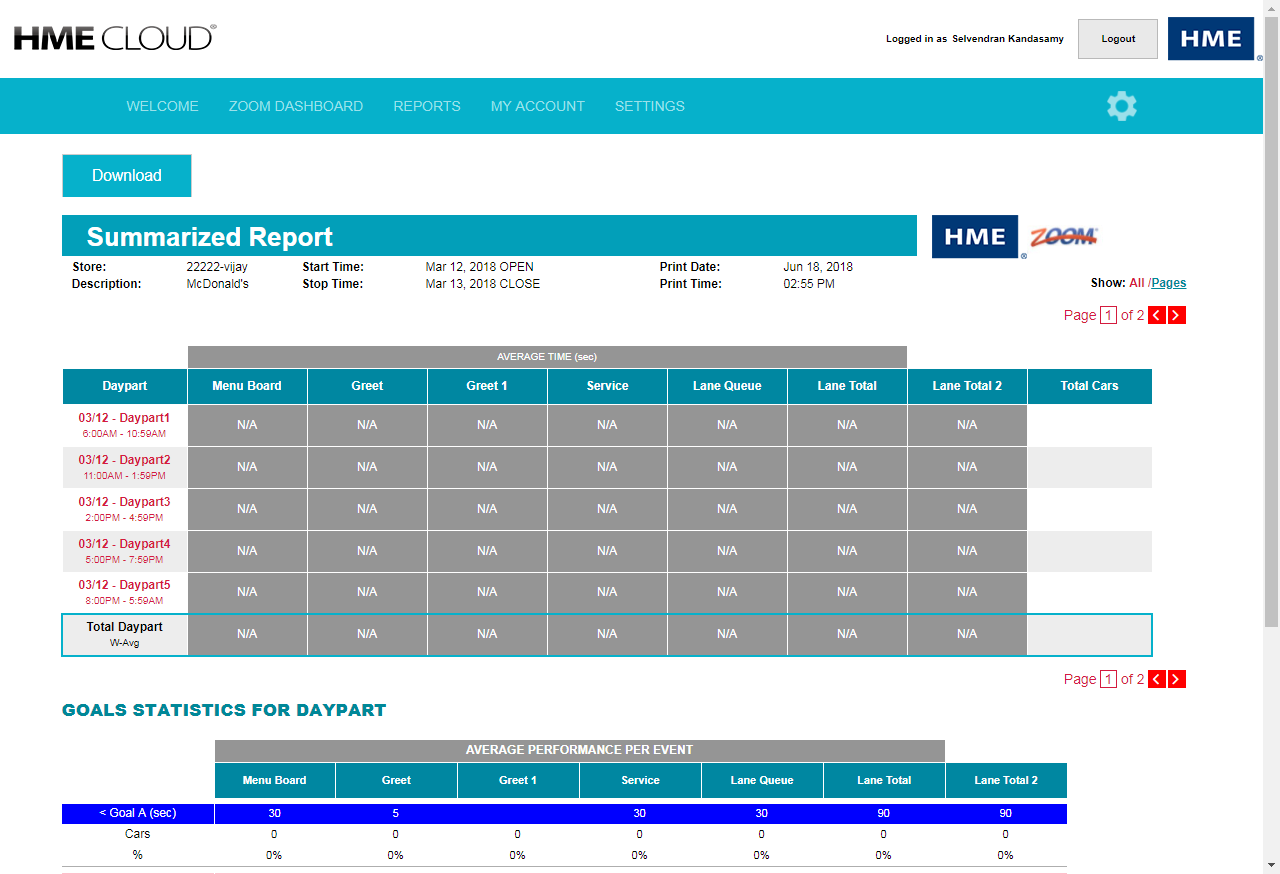 HME CLOUD®
Logged in as Selvendran Kandasamy
Logout
HME®
WELCOME ZOOM DASHBOARD REPORTS MY ACCOUNT SETTINGS
Download
Summarized Report
HME® ZOOM
Store: 22222-vijay Start Time: Mar 12, 2018 OPEN Print Date: Jun 18, 2018
Description: McDonald's Stop Time: Mar 13, 2018 CLOSE Print Time: 02:55 PM
Show: All /Pages
Page 1 of 2 < >
AVERAGE TIME (sec)
Daypart Menu Board Greet Greet 1 Service Lane Queue Lane Total Lane Total 2 Total Cars
03/12 - Daypart1
6:00AM - 10:59AM
N/A N/A N/A N/A N/A N/A N/A
03/12 - Daypart2
11:00AM - 1:59PM
N/A N/A N/A N/A N/A N/A N/A
03/12 - Daypart3
2:00PM - 4:59PM
N/A N/A N/A N/A N/A N/A N/A
03/12 - Daypart4
5:00PM - 7:59PM
N/A N/A N/A N/A N/A N/A N/A
03/12 - Daypart5
8:00PM - 5:59AM
N/A N/A N/A N/A N/A N/A N/A
Total Daypart
W-Avg
N/A N/A N/A N/A N/A N/A N/A
Page 1 of 2 < >
GOALS STATISTICS FOR DAYPART
AVERAGE PERFORMANCE PER EVENT
Menu Board Greet Greet 1 Service Lane Queue Lane Total Lane Total 2
< Goal A (sec) 30 5 30 30 90 90
Cars 0 0 0 0 0 0 0
% 0% 0% 0% 0% 0% 0% 0%